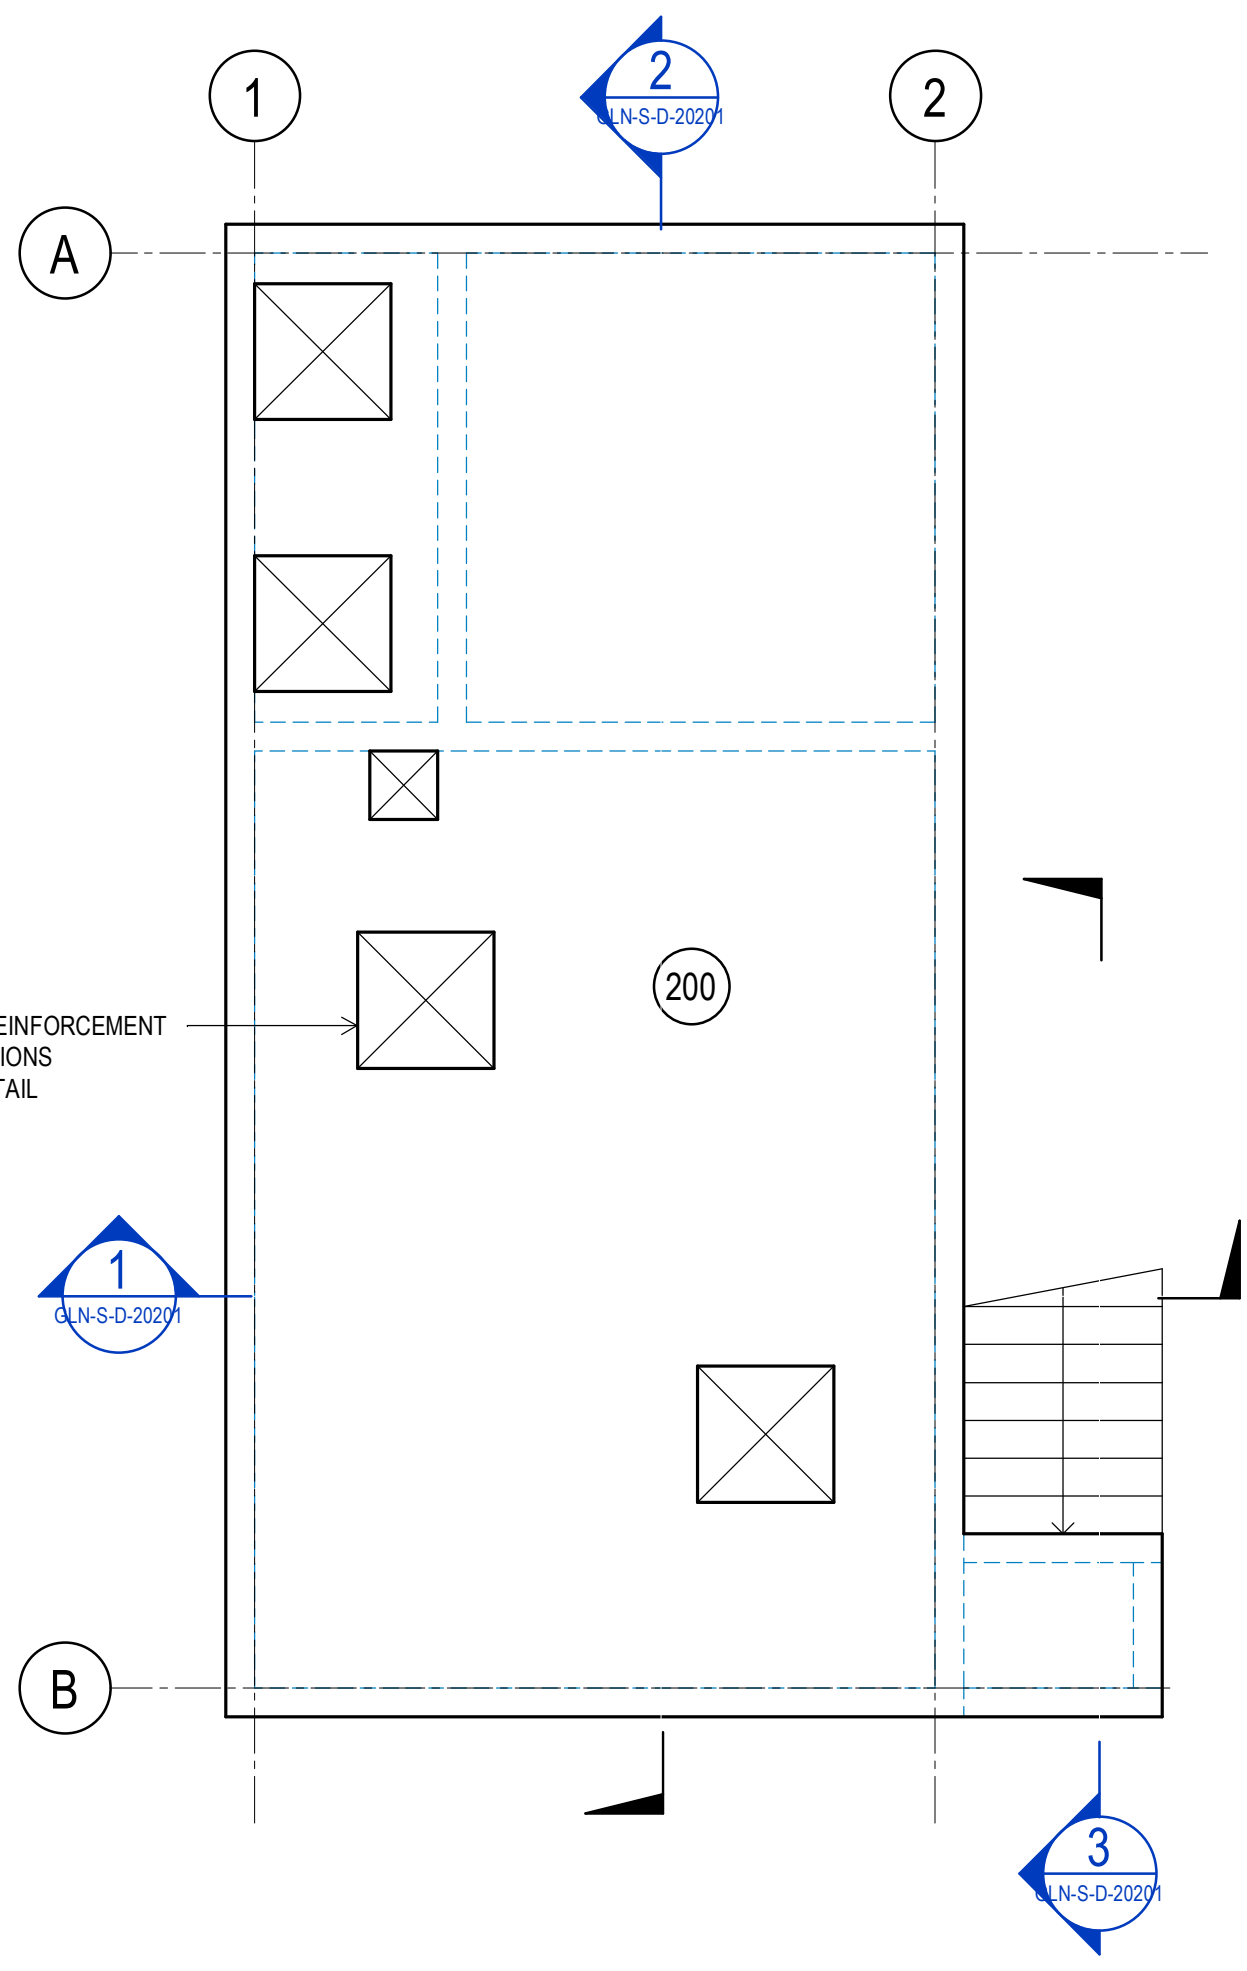 1
2
GLN-S-D-20201
2
A
200
EINFORCEMENT
IONS
TAIL
1
GLN-S-D-20201
B
3
GLN-S-D-20201